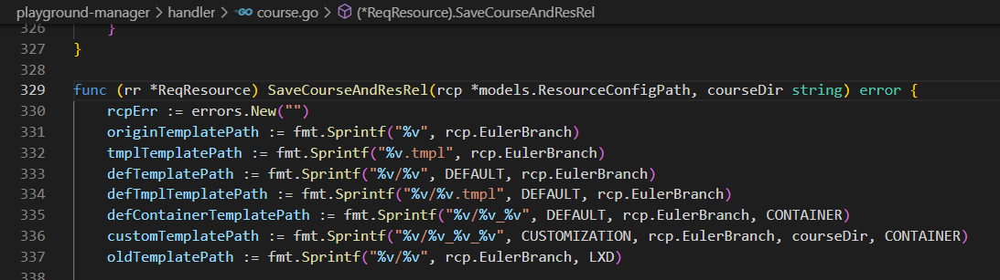 playground-manager > handler > course.go > (*ReqResource).SaveCourseAndResRel
326 }
327 }
328
329 func (rr *ReqResource) SaveCourseAndResRel(rcp *models.ResourceConfigPath, courseDir string) error {
330 rcpErr := errors.New("")
331 originTemplatePath := fmt.Sprintf("%v", rcp.EulerBranch)
332 tmplTemplatePath := fmt.Sprintf("%v.tmpl", rcp.EulerBranch)
333 defTemplatePath := fmt.Sprintf("%v/%v", DEFAULT, rcp.EulerBranch)
334 defTmplTemplatePath := fmt.Sprintf("%v/%v.tmpl", DEFAULT, rcp.EulerBranch)
335 defContainerTemplatePath := fmt.Sprintf("%v/%v_%v", DEFAULT, rcp.EulerBranch, CONTAINER)
336 customTemplatePath := fmt.Sprintf("%v/%v_%v_%v", CUSTOMIZATION, rcp.EulerBranch, courseDir, CONTAINER)
337 oldTemplatePath := fmt.Sprintf("%v/%v", rcp.EulerBranch, LXD)
338